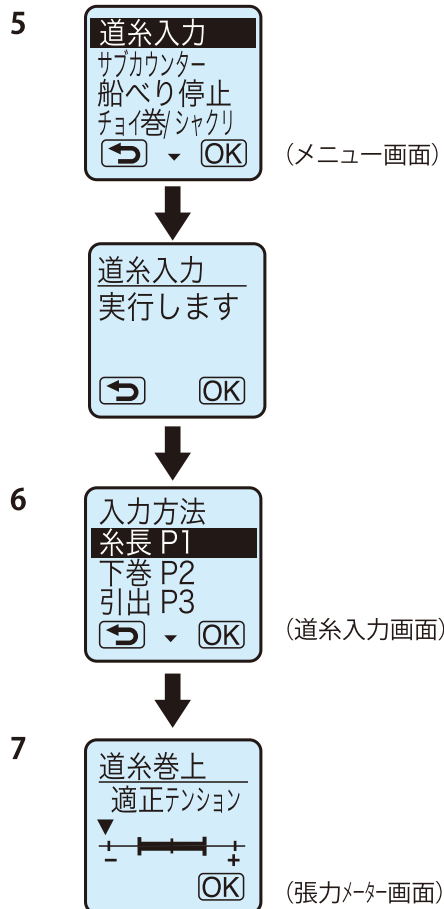 5
道糸入力
サブカウンター
船べり停止
チョイ巻/シャクリ
OK
(メニュー画面)
道糸入力
実行します
OK
6
入力方法
糸長 P1
下巻 P2
引出 P3
OK
(道糸入力画面)
7
道糸巻上
適正テンション
− +
OK
(張力メーター画面)